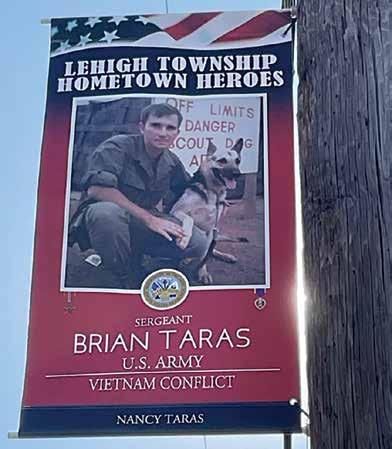 LEHIGH TOWNSHIP
HOMETOWN HEROES
OFF LIMITS
DANGER
SCOUT DOG
SERGEANT
BRIAN TARAS
U.S. ARMY
VIETNAM CONFLICT
NANCY TARAS